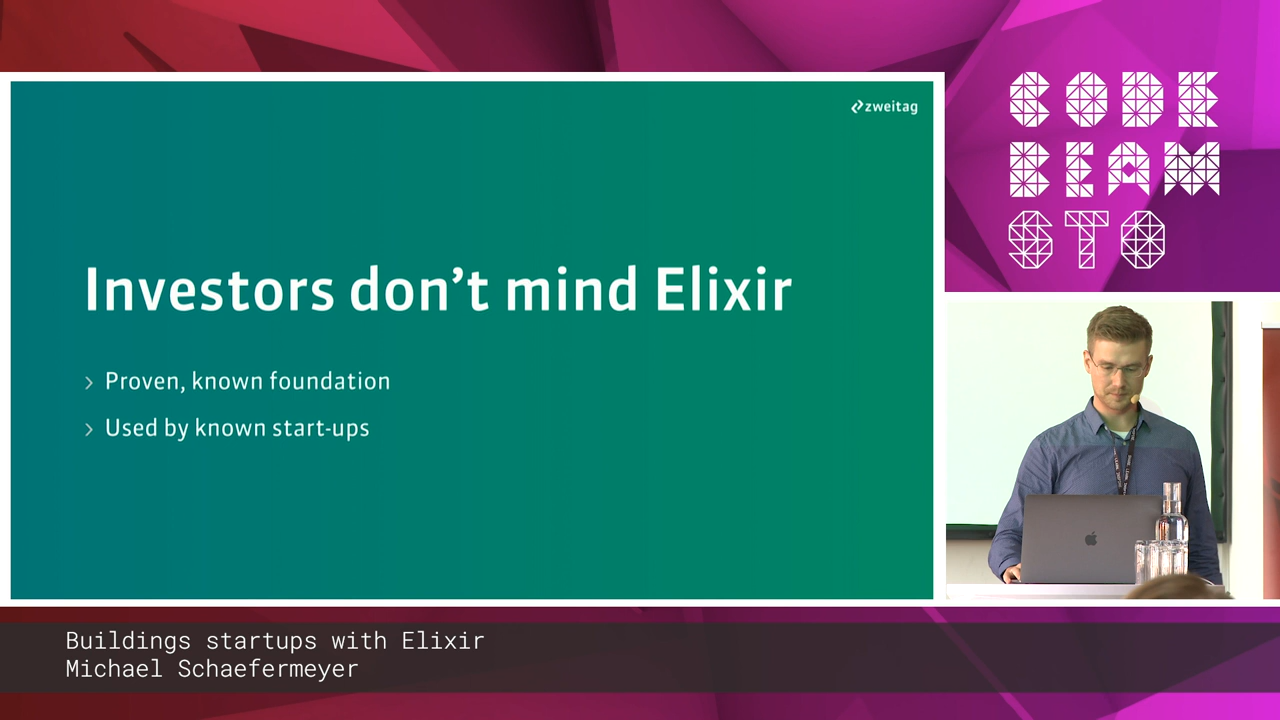 zweitag
Investors don’t mind Elixir
Proven, known foundation
Used by known start-ups
CODE
BEAM
STO
Buildings startups with Elixir
Michael Schaefermeyer